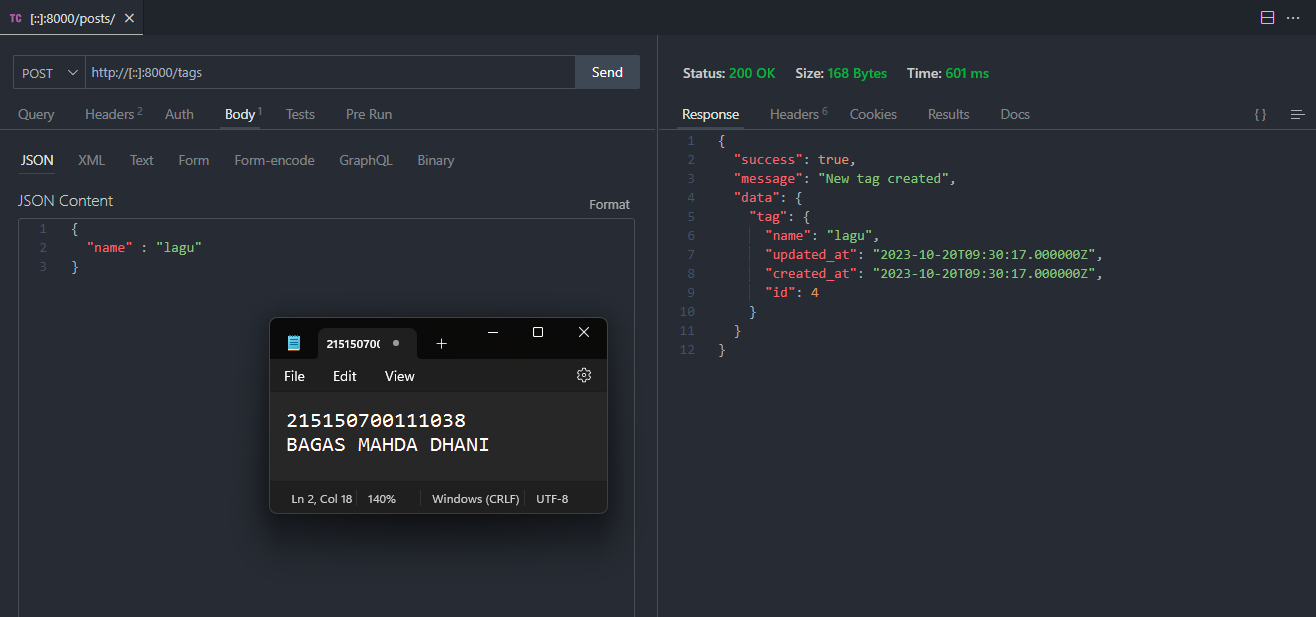 TC [::]:8000/posts/
POST http://[::]:8000/tags Send
Query Headers 2 Auth Body 1 Tests Pre Run
JSON XML Text Form Form-encode GraphQL Binary
JSON Content Format
1 {
2 "name" : "lagu"
3 }
21515070(
File Edit View
215150700111038
BAGAS MAHDA DHANI
Ln 2, Col 18 140% Windows (CRLF) UTF-8
Status: 200 OK Size: 168 Bytes Time: 601 ms
Response Headers 6 Cookies Results Docs { }
1 {
2 "success": true,
3 "message": "New tag created",
4 "data": {
5 "tag": {
6 "name": "lagu",
7 "updated_at": "2023-10-20T09:30:17.000000Z",
8 "created_at": "2023-10-20T09:30:17.000000Z",
9 "id": 4
10 }
11 }
12 }